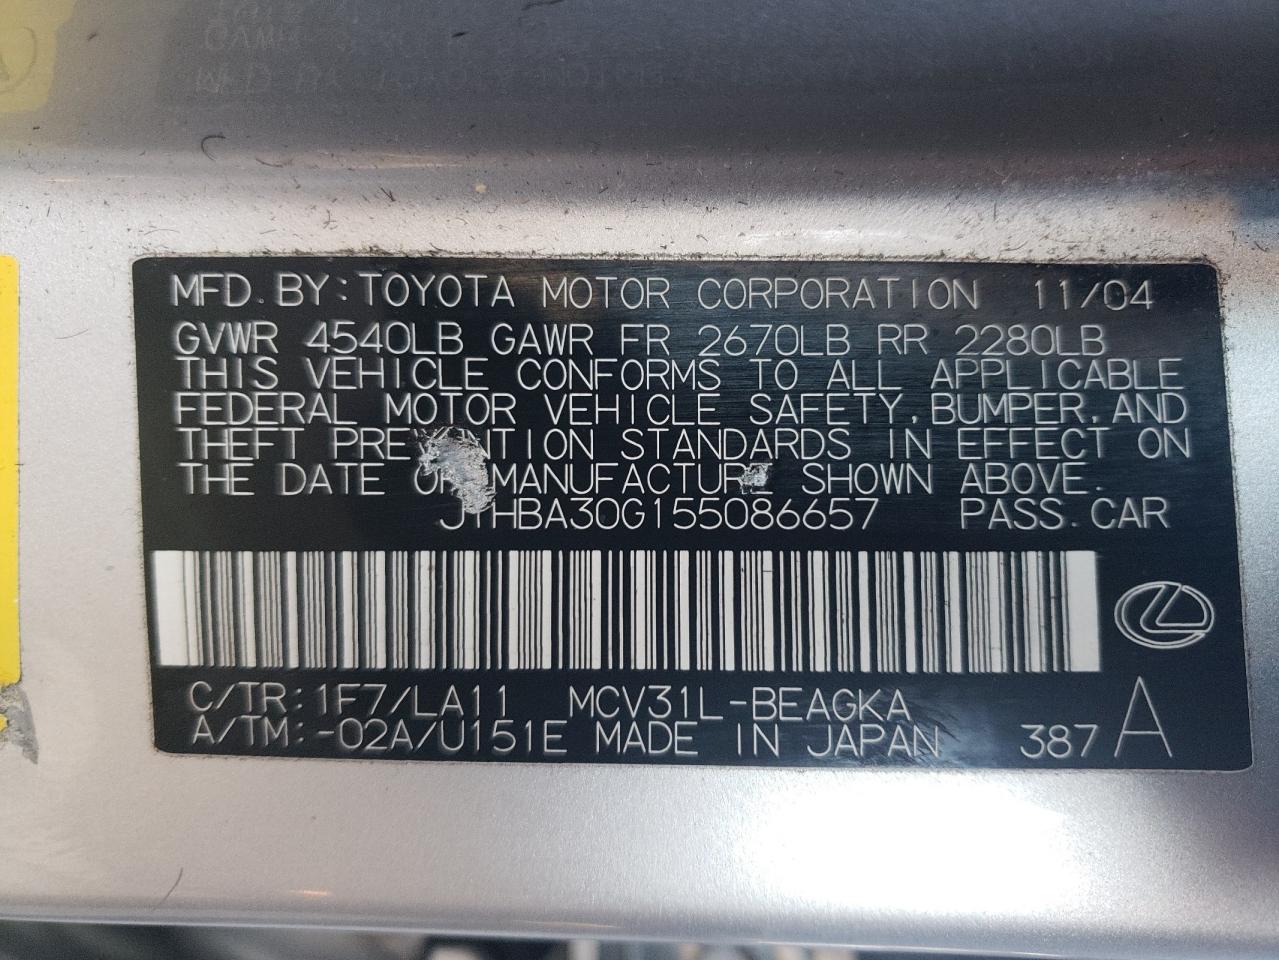 MFD. BY: TOYOTA MOTOR CORPORATION 11/04
GVWR 4540LB GAWR FR 2670LB RR 2280LB
THIS VEHICLE CONFORMS TO ALL APPLICABLE
FEDERAL MOTOR VEHICLE SAFETY, BUMPER, AND
THEFT STANDARDS IN EFFECT ON
THE DATE MANUFACTURE SHOWN ABOVE.
JTHBA30G155086657 PASS. CAR
C/TR: 1F7/LA11 MCV31L-BEAGKA
A/TM: -02A/U151E MADE IN JAPAN 387 A